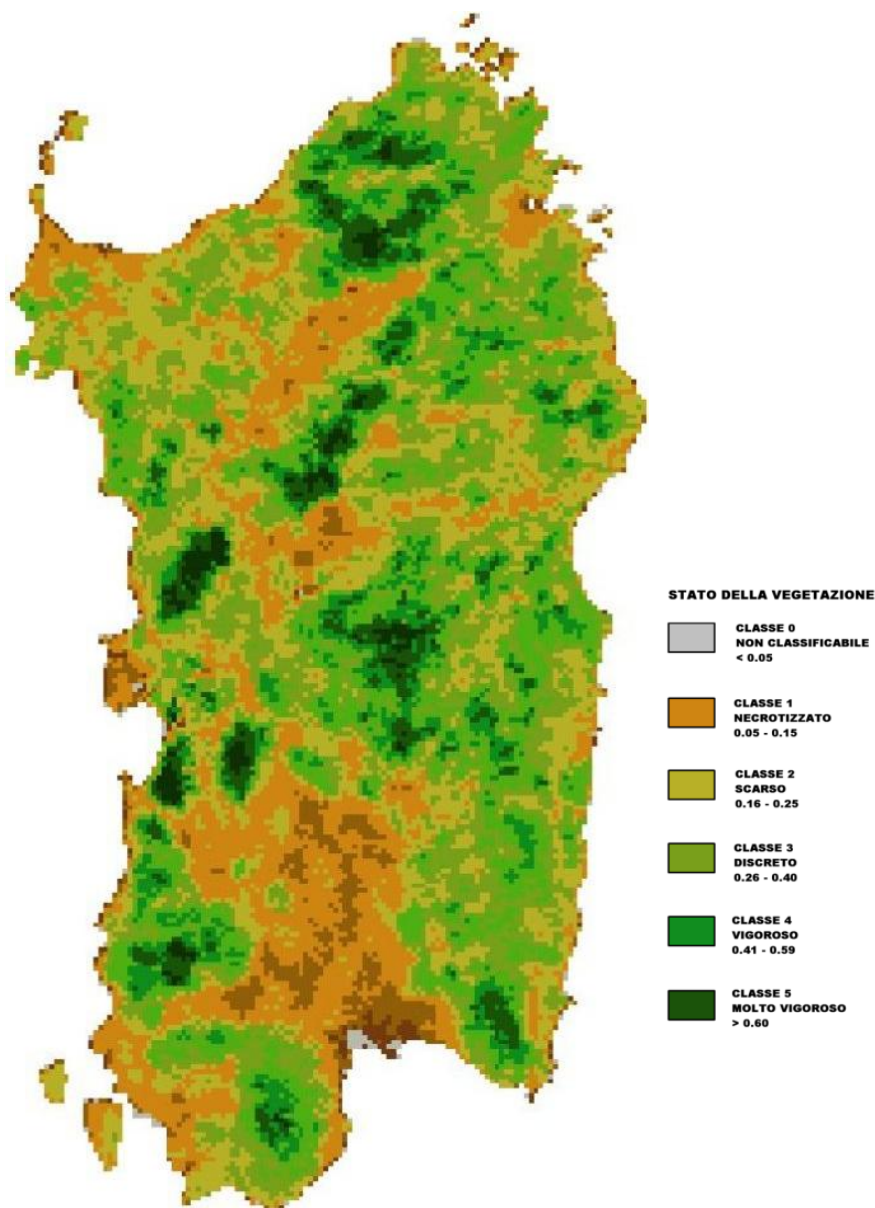 STATO DELLA VEGETAZIONE
CLASSE 0
NON CLASSIFICABILE
< 0.05
CLASSE 1
NECROTIZZATO
0.05 - 0.15
CLASSE 2
SCARSO
0.16 - 0.25
CLASSE 3
DISCRETO
0.26 - 0.40
CLASSE 4
VIGOROSO
0.41 - 0.59
CLASSE 5
MOLTO VIGOROSO
> 0.60